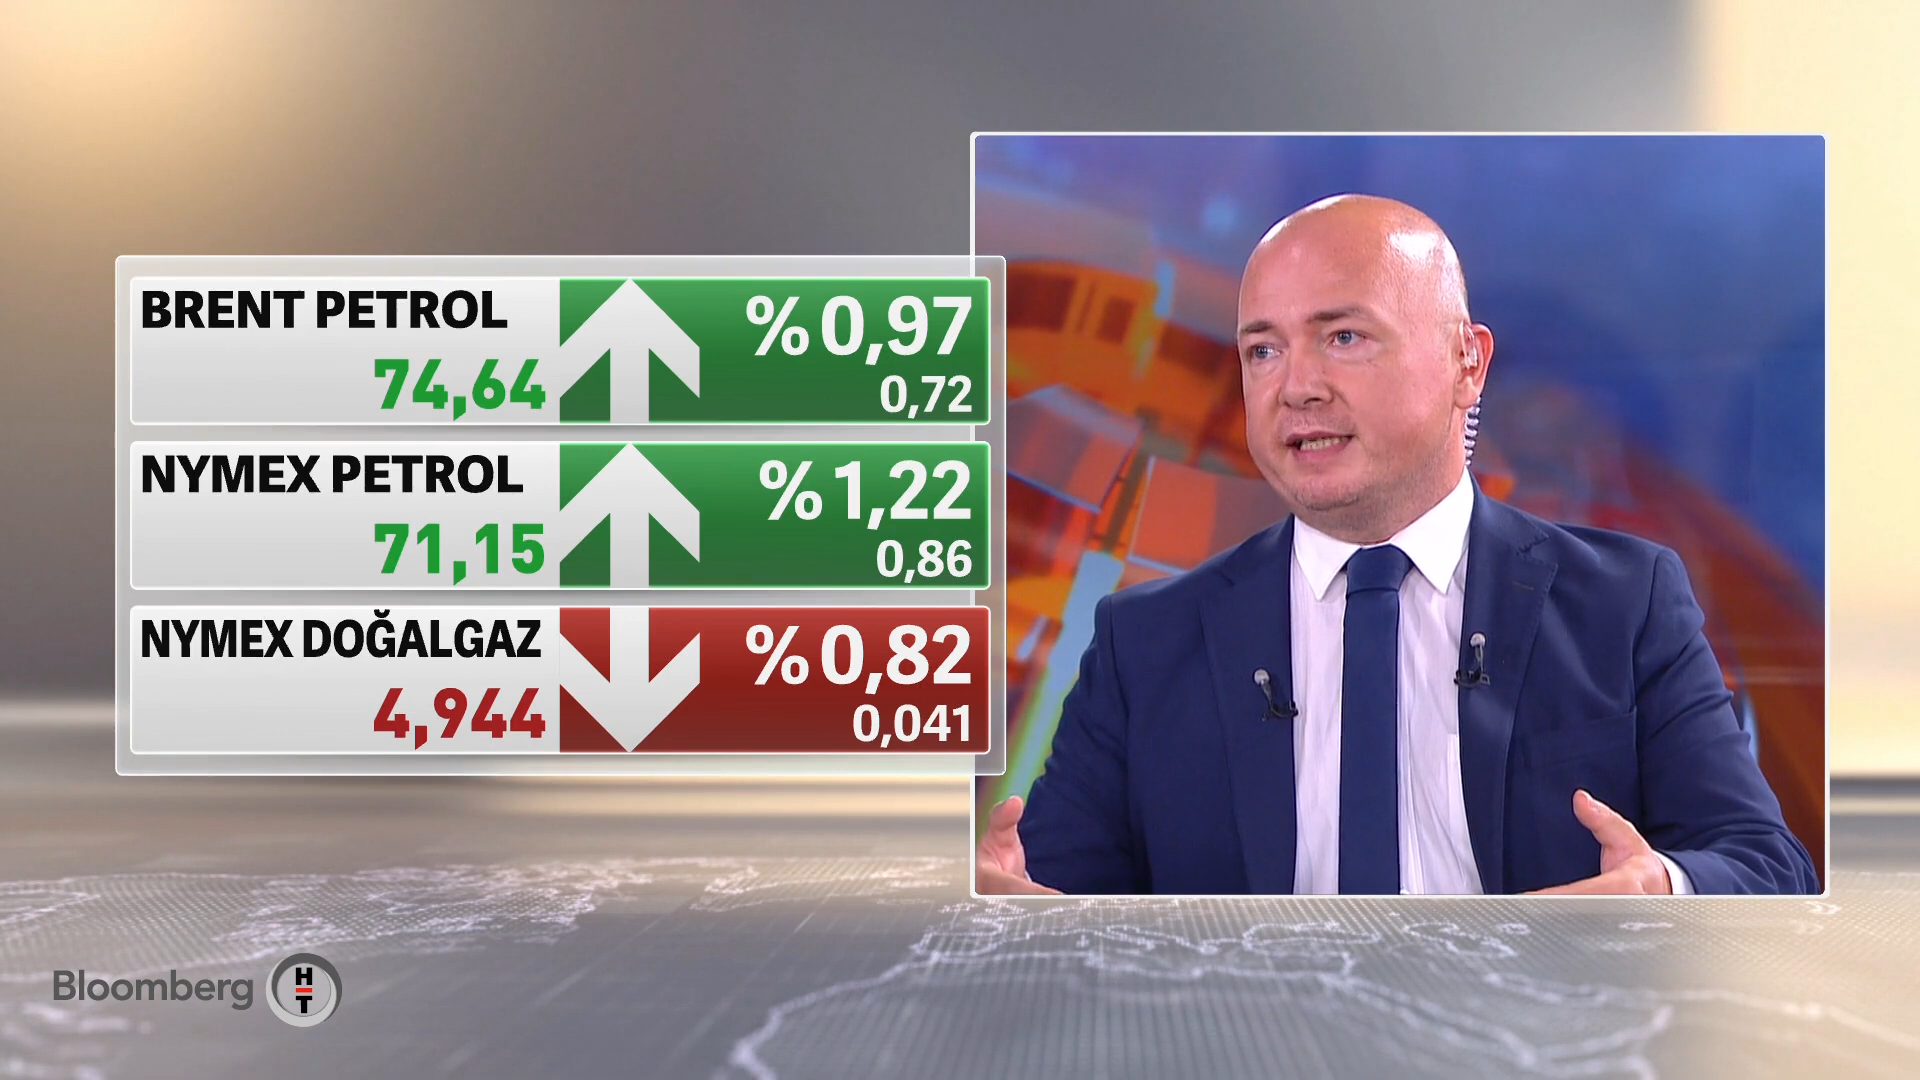 BRENT PETROL
74,64
%0,97
0,72
NYMEX PETROL
71,15
%1,22
0,86
NYMEX DOĞALGAZ
4,944
%0,82
0,041
Bloomberg HT